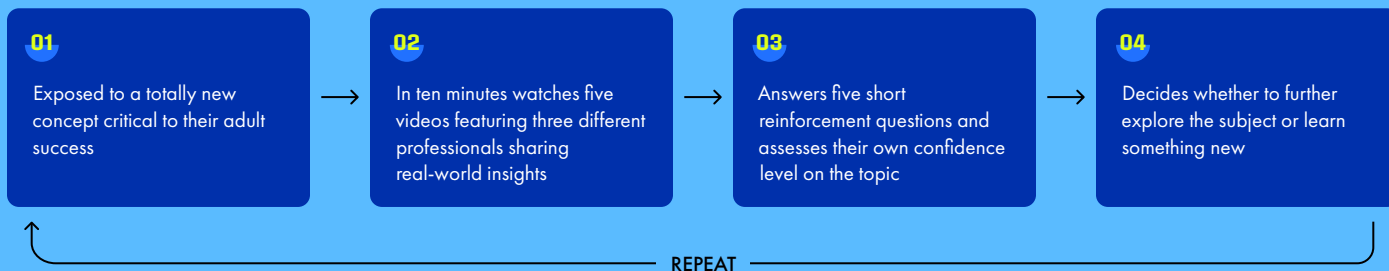 01
Exposed to a totally new
concept critical to their adult
success
02
In ten minutes watches five
videos featuring three different
professionals sharing
real-world insights
03
Answers five short
reinforcement questions and
assesses their own confidence
level on the topic
04
Decides whether to further
explore the subject or learn
something new
REPEAT